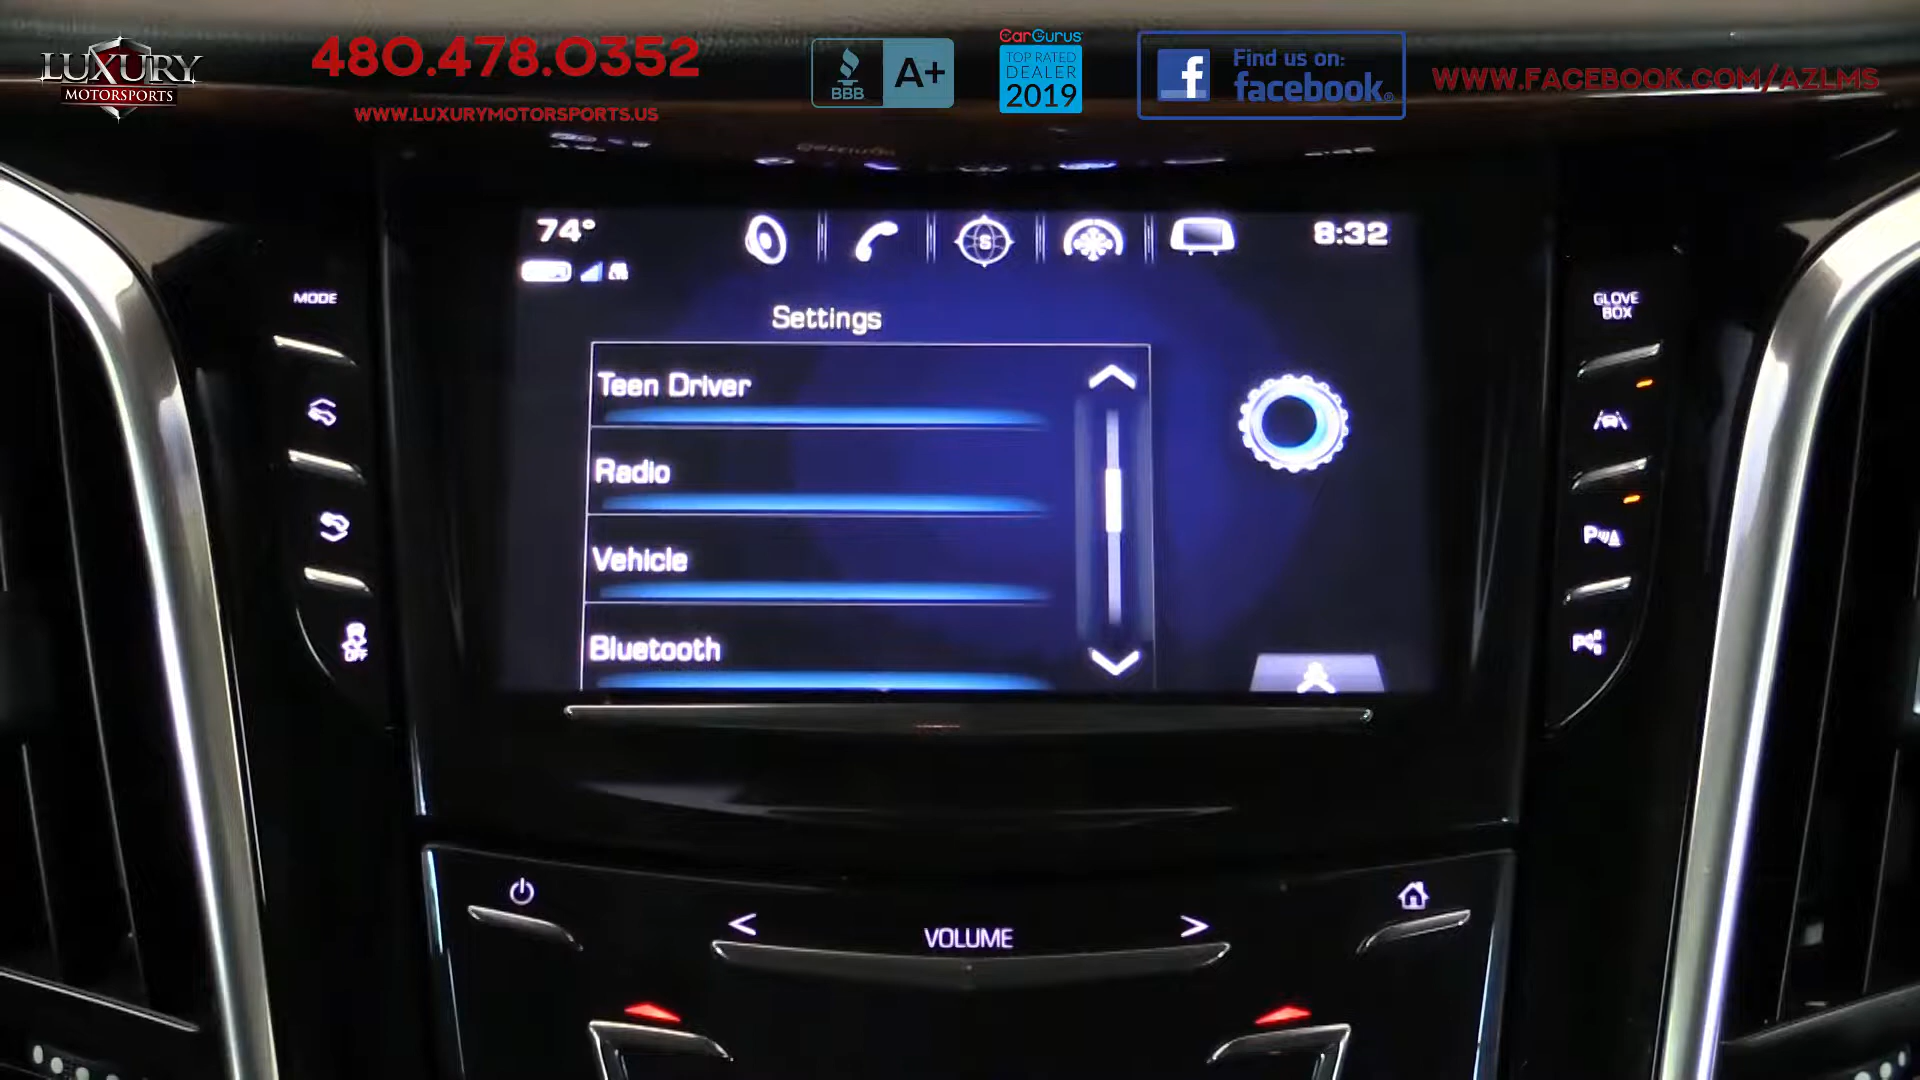 LUXURY
MOTORSPORTS
480.478.0352
WWW.LUXURYMOTORSPORTS.US
BBB
A+
CarGurus
TOP RATED
DEALER
2019
f
Find us on:
facebook®
WWW.FACEBOOK.COM/AZLMS
74°
S
8:32
MODE
GLOVE
BOX
Settings
Teen Driver
Radio
Vehicle
Bluetooth
OFF
P
VOLUME